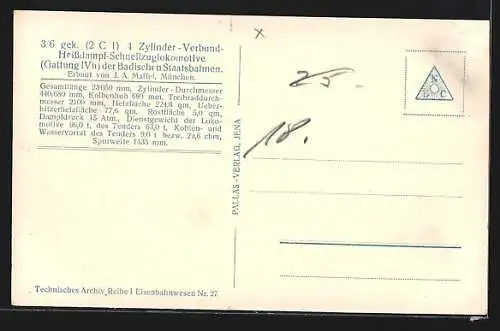 3/6 gek. (2 C 1) 4 Zylinder-Verbund-
Heißdampf-Schnellzuglokomotive
(Gattung IVh) der Badischen Staatsbahnen.
Erbaut von J. A. Maffei, München.
Gesamtlänge 23050 mm, Zylinder-Durchmesser
440/680 mm, Kolbenhub 680 mm, Treibraddurch-
messer 2100 mm, Heizfläche 224,8 qm, Ueber-
hitzerheizfläche 77,6 qm, Rostfläche 5,0 qm,
Dampfdruck 15 Atm., Dienstgewicht der Loko-
motive 96,0 t, des Tenders 63,0 t, Kohlen- und
Wasservorrat des Tenders 9,0 t bezw. 29,6 cbm,
Spurweite 1435 mm.
Technisches Archiv, Reihe I Eisenbahnwesen Nr. 27
PALLAS-VERLAG, JENA
x
25-
18.